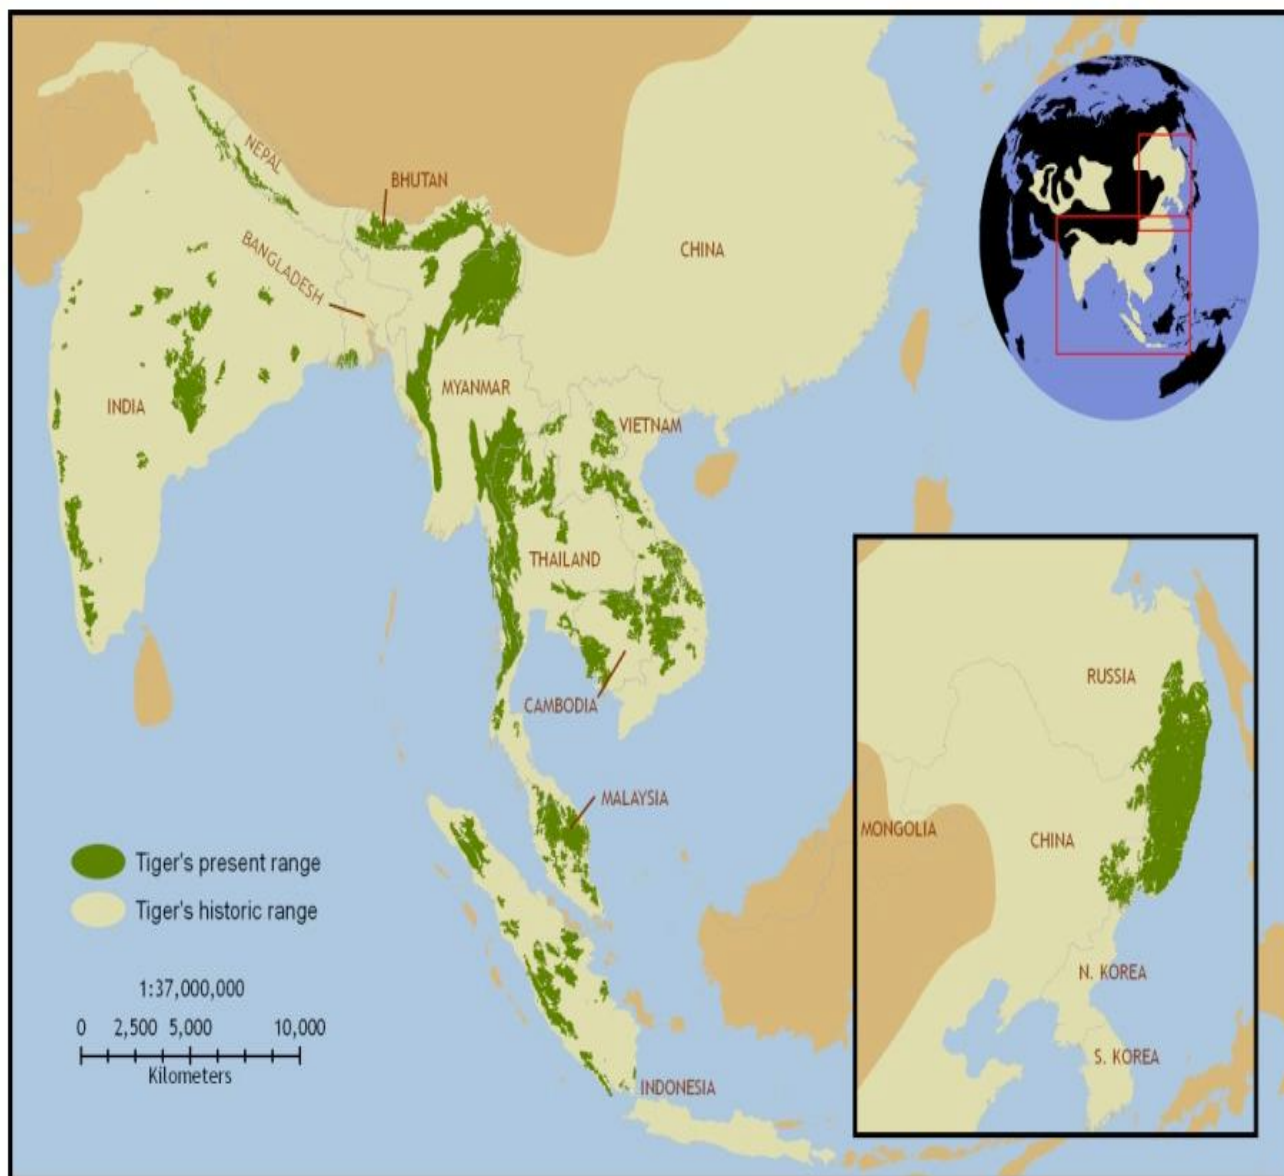 NEPAL
BHUTAN
BANGLADESH
CHINA
INDIA
MYANMAR
VIETNAM
THAILAND
CAMBODIA
MALAYSIA
INDONESIA
Tiger's present range
Tiger's historic range
1:37,000,000
0 2,500 5,000 10,000
Kilometers
RUSSIA
MONGOLIA
CHINA
N. KOREA
S. KOREA